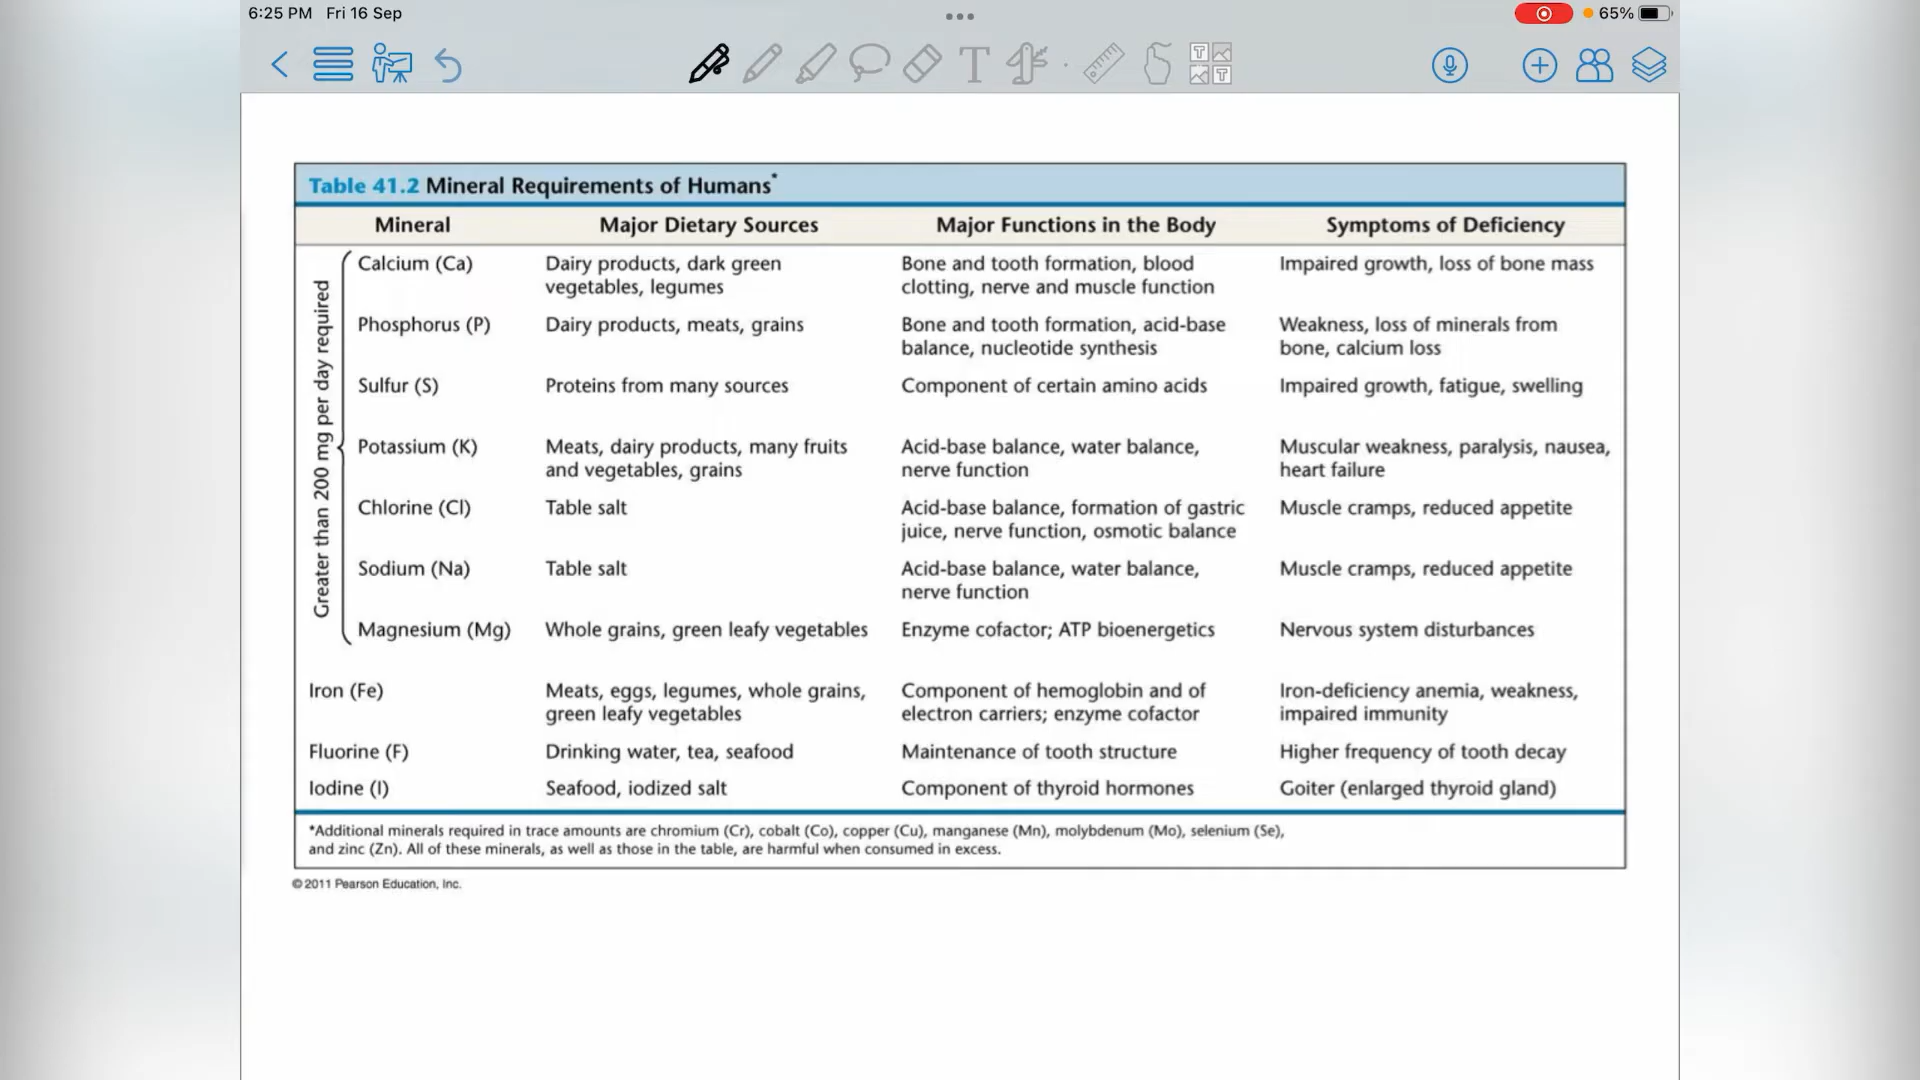 6:25 PM Fri 16 Sep
65%
Table 41.2 Mineral Requirements of Humans*
Mineral Major Dietary Sources Major Functions in the Body Symptoms of Deficiency
Greater than 200 mg per day required
Calcium (Ca) Dairy products, dark green vegetables, legumes Bone and tooth formation, blood clotting, nerve and muscle function Impaired growth, loss of bone mass
Phosphorus (P) Dairy products, meats, grains Bone and tooth formation, acid-base balance, nucleotide synthesis Weakness, loss of minerals from bone, calcium loss
Sulfur (S) Proteins from many sources Component of certain amino acids Impaired growth, fatigue, swelling
Potassium (K) Meats, dairy products, many fruits and vegetables, grains Acid-base balance, water balance, nerve function Muscular weakness, paralysis, nausea, heart failure
Chlorine (Cl) Table salt Acid-base balance, formation of gastric juice, nerve function, osmotic balance Muscle cramps, reduced appetite
Sodium (Na) Table salt Acid-base balance, water balance, nerve function Muscle cramps, reduced appetite
Magnesium (Mg) Whole grains, green leafy vegetables Enzyme cofactor; ATP bioenergetics Nervous system disturbances
Iron (Fe) Meats, eggs, legumes, whole grains, green leafy vegetables Component of hemoglobin and of electron carriers; enzyme cofactor Iron-deficiency anemia, weakness, impaired immunity
Fluorine (F) Drinking water, tea, seafood Maintenance of tooth structure Higher frequency of tooth decay
Iodine (I) Seafood, iodized salt Component of thyroid hormones Goiter (enlarged thyroid gland)
*Additional minerals required in trace amounts are chromium (Cr), cobalt (Co), copper (Cu), manganese (Mn), molybdenum (Mo), selenium (Se),
and zinc (Zn). All of these minerals, as well as those in the table, are harmful when consumed in excess.
© 2011 Pearson Education, Inc.